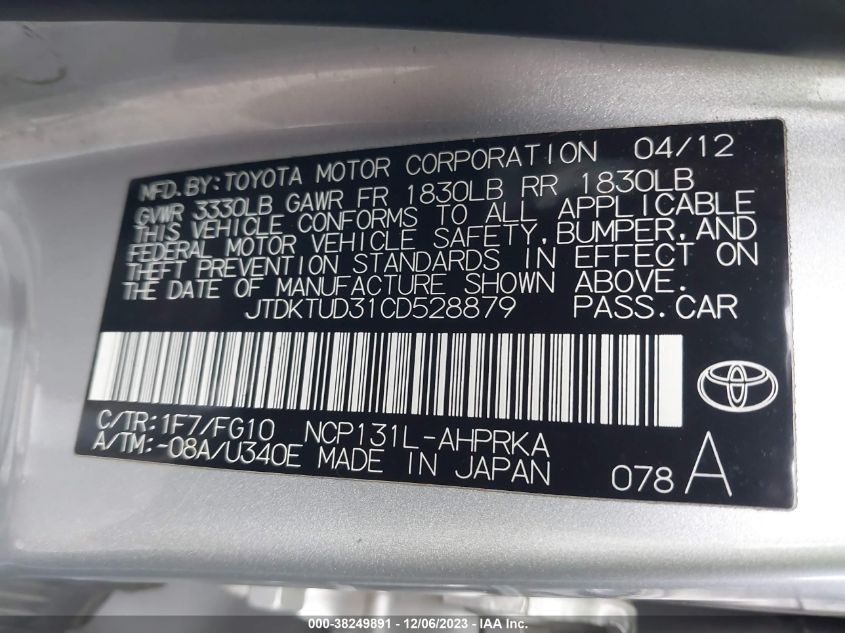 MFD. BY: TOYOTA MOTOR CORPORATION 04/12
GVWR 3330LB GAWR FR 1830LB RR 1830LB
THIS VEHICLE CONFORMS TO ALL APPLICABLE
FEDERAL MOTOR VEHICLE SAFETY, BUMPER, AND
THEFT PREVENTION STANDARDS IN EFFECT ON
THE DATE OF MANUFACTURE SHOWN ABOVE.
JTDKTUD31CD528879 PASS. CAR
C/TR: 1F7/FG10 NCP131L-AHPRKA
A/TM: -08A/U340E MADE IN JAPAN
078 A
000-38249891 - 12/06/2023 - © IAA Inc.